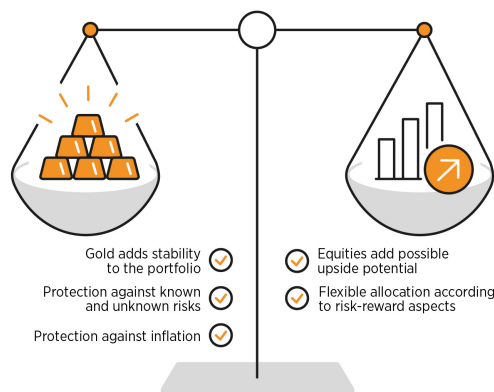 Gold adds stability
to the portfolio
Protection against known
and unknown risks
Protection against inflation
Equities add possible
upside potential
Flexible allocation according
to risk-reward aspects